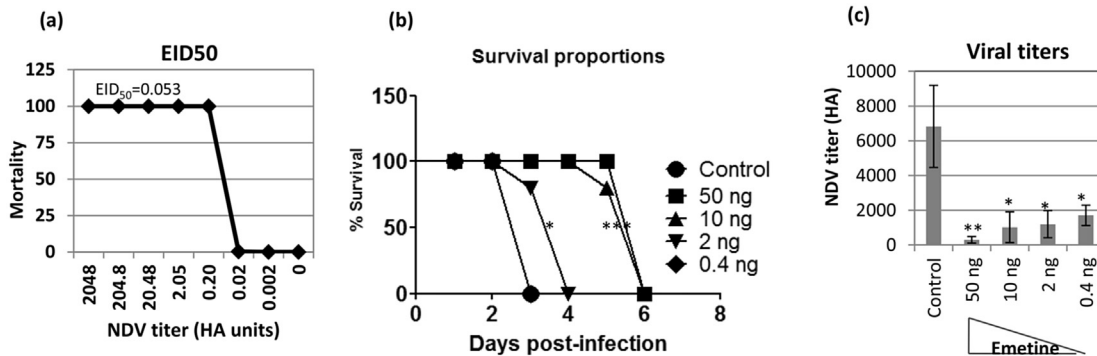 (a)
EID50
125
100
75
50
25
0
EID50=0.053
Mortality
2048
204.8
20.48
2.05
0.20
0.02
0.002
0
NDV titer (HA units)
(b)
Survival proportions
150
100
50
0
% Survival
0 2 4 6 8
Days post-infection
*
***
Control
50 ng
10 ng
2 ng
0.4 ng
(c)
Viral titers
10000
8000
6000
4000
2000
0
NDV titer (HA)
**
*
*
*
Control
50 ng
10 ng
2 ng
0.4 ng
Emetine